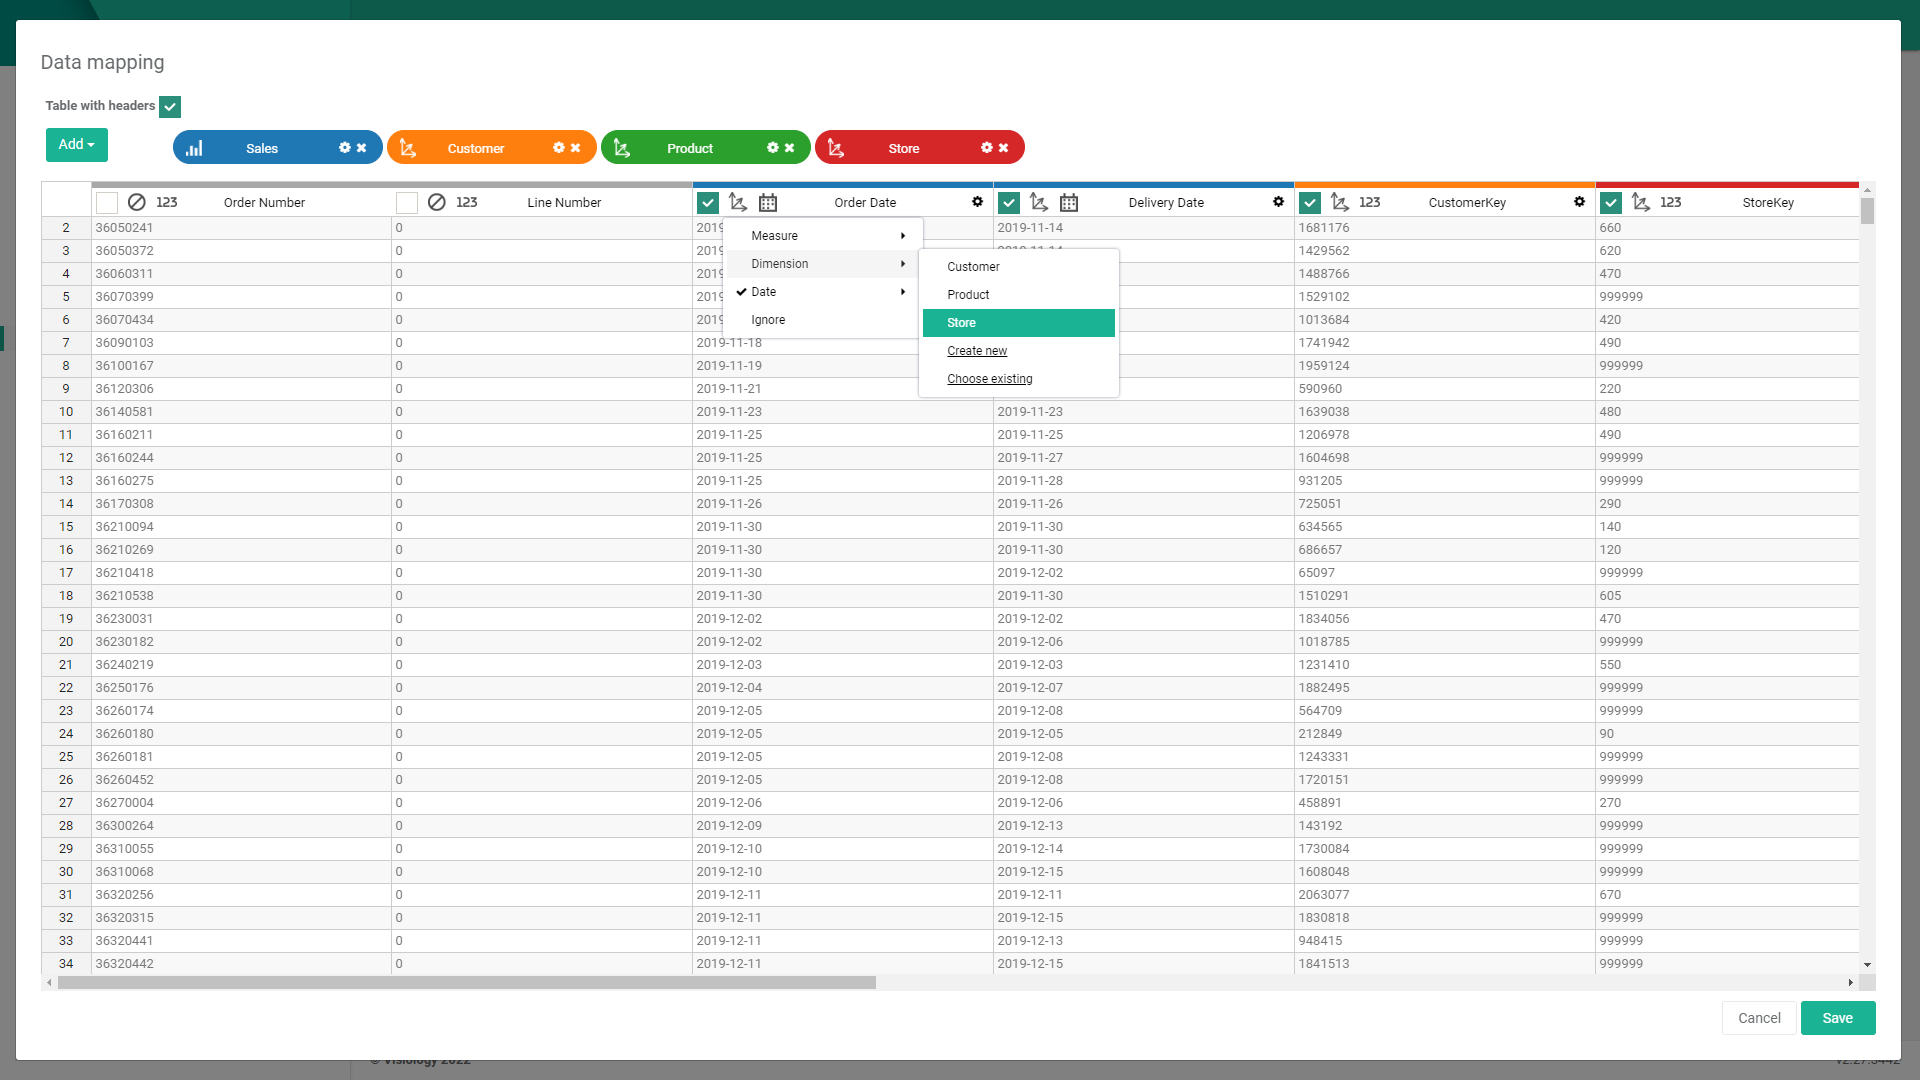 Data mapping
Table with headers
Add
Sales
Customer
Product
Store
123 Order Number 123 Line Number Order Date Delivery Date 123 CustomerKey 123 StoreKey
2 36050241 0 2019 2019-11-14 1681176 660
3 36050372 0 2019 1429562 620
4 36060311 0 2019 1488766 470
5 36070399 0 2019 1529102 999999
6 36070434 0 2019 1013684 420
7 36090103 0 2019-11-18 1741942 490
8 36100167 0 2019-11-19 1959124 999999
9 36120306 0 2019-11-21 590960 220
10 36140581 0 2019-11-23 2019-11-23 1639038 480
11 36160211 0 2019-11-25 2019-11-25 1206978 490
12 36160244 0 2019-11-25 2019-11-27 1604698 999999
13 36160275 0 2019-11-25 2019-11-28 931205 999999
14 36170308 0 2019-11-26 2019-11-26 725051 290
15 36210094 0 2019-11-30 2019-11-30 634565 140
16 36210269 0 2019-11-30 2019-11-30 686657 120
17 36210418 0 2019-11-30 2019-12-02 65097 999999
18 36210538 0 2019-11-30 2019-11-30 1510291 605
19 36230031 0 2019-12-02 2019-12-02 1834056 470
20 36230182 0 2019-12-02 2019-12-06 1018785 999999
21 36240219 0 2019-12-03 2019-12-03 1231410 550
22 36250176 0 2019-12-04 2019-12-07 1882495 999999
23 36260174 0 2019-12-05 2019-12-08 564709 999999
24 36260180 0 2019-12-05 2019-12-05 212849 90
25 36260181 0 2019-12-05 2019-12-08 1243331 999999
26 36260452 0 2019-12-05 2019-12-08 1720151 999999
27 36270004 0 2019-12-06 2019-12-06 458891 270
28 36300264 0 2019-12-09 2019-12-13 143192 999999
29 36310055 0 2019-12-10 2019-12-14 1730084 999999
30 36310068 0 2019-12-10 2019-12-15 1608048 999999
31 36320256 0 2019-12-11 2019-12-11 2063077 670
32 36320315 0 2019-12-11 2019-12-15 1830818 999999
33 36320441 0 2019-12-11 2019-12-13 948415 999999
34 36320442 0 2019-12-11 2019-12-15 1841513 999999
Measure
Dimension
Date
Ignore
Customer
Product
Store
Create new
Choose existing
Cancel
Save
© Visiology 2022